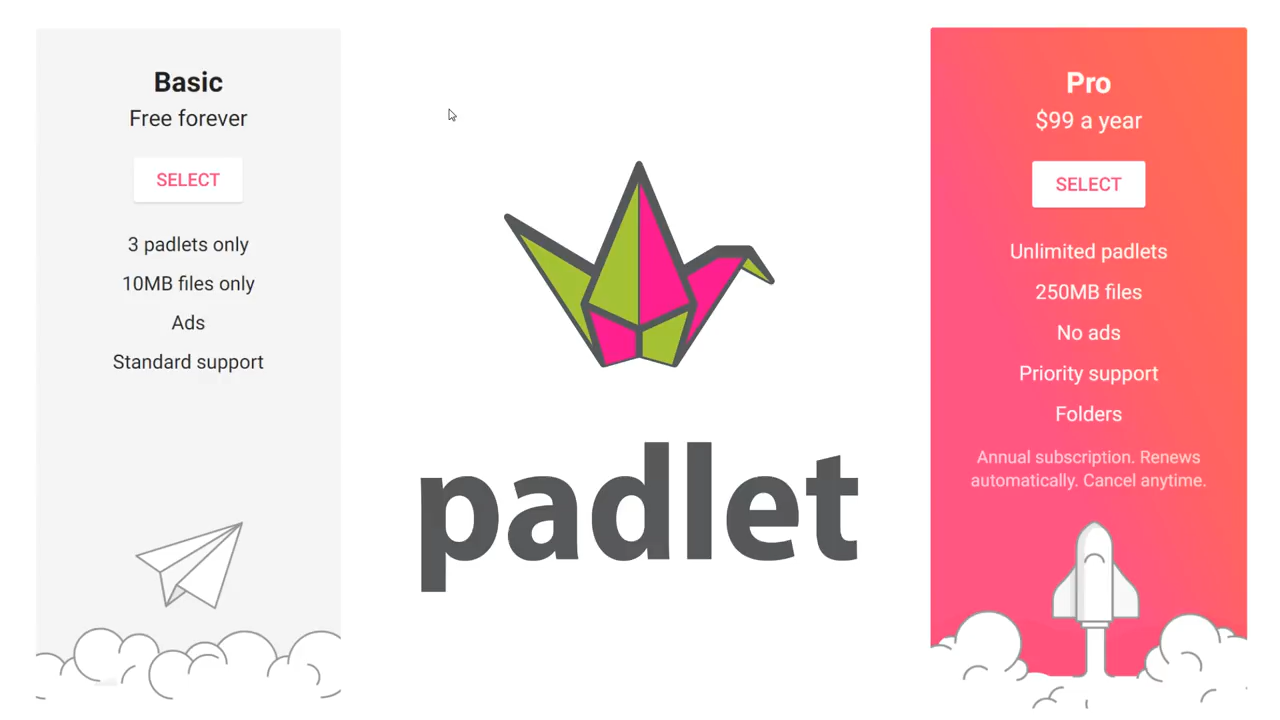 Basic
Free forever
SELECT
3 padlets only
10MB files only
Ads
Standard support
padlet
Pro
$99 a year
SELECT
Unlimited padlets
250MB files
No ads
Priority support
Folders
Annual subscription. Renews
automatically. Cancel anytime.